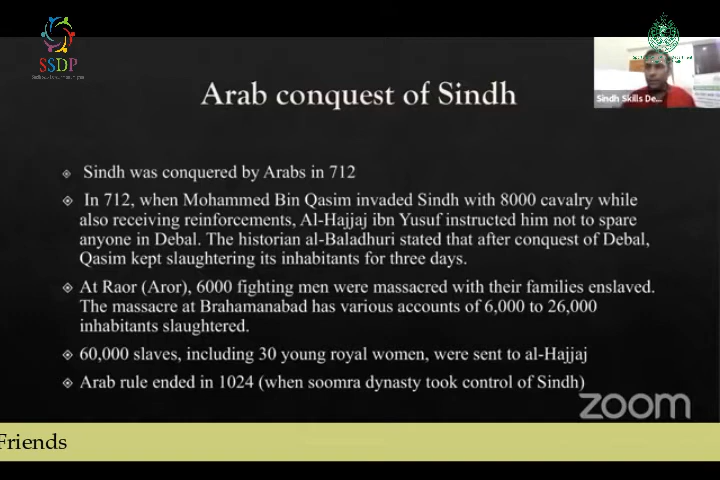 SSDP
Sindh Skills De...
Arab conquest of Sindh
Sindh was conquered by Arabs in 712
In 712, when Mohammed Bin Qasim invaded Sindh with 8000 cavalry while
also receiving reinforcements, Al-Hajjaj ibn Yusuf instructed him not to spare
anyone in Debal. The historian al-Baladhuri stated that after conquest of Debal,
Qasim kept slaughtering its inhabitants for three days.
At Raor (Aror), 6000 fighting men were massacred with their families enslaved.
The massacre at Brahamanabad has various accounts of 6,000 to 26,000
inhabitants slaughtered.
60,000 slaves, including 30 young royal women, were sent to al-Hajjaj
Arab rule ended in 1024 (when soomra dynasty took control of Sindh)
zoom
Friends